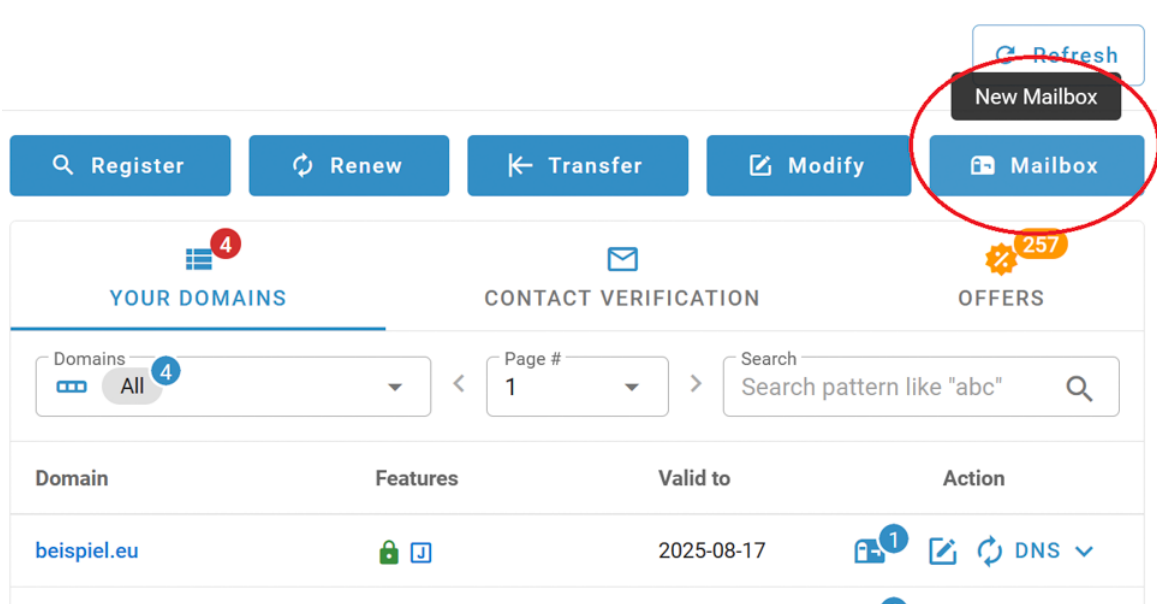 Refresh
New Mailbox
Register Renew Transfer Modify Mailbox
4 257
YOUR DOMAINS CONTACT VERIFICATION OFFERS
Domains Page # Search
All 4 1 Search pattern like "abc"
Domain Features Valid to Action
beispiel.eu J 2025-08-17 1 DNS